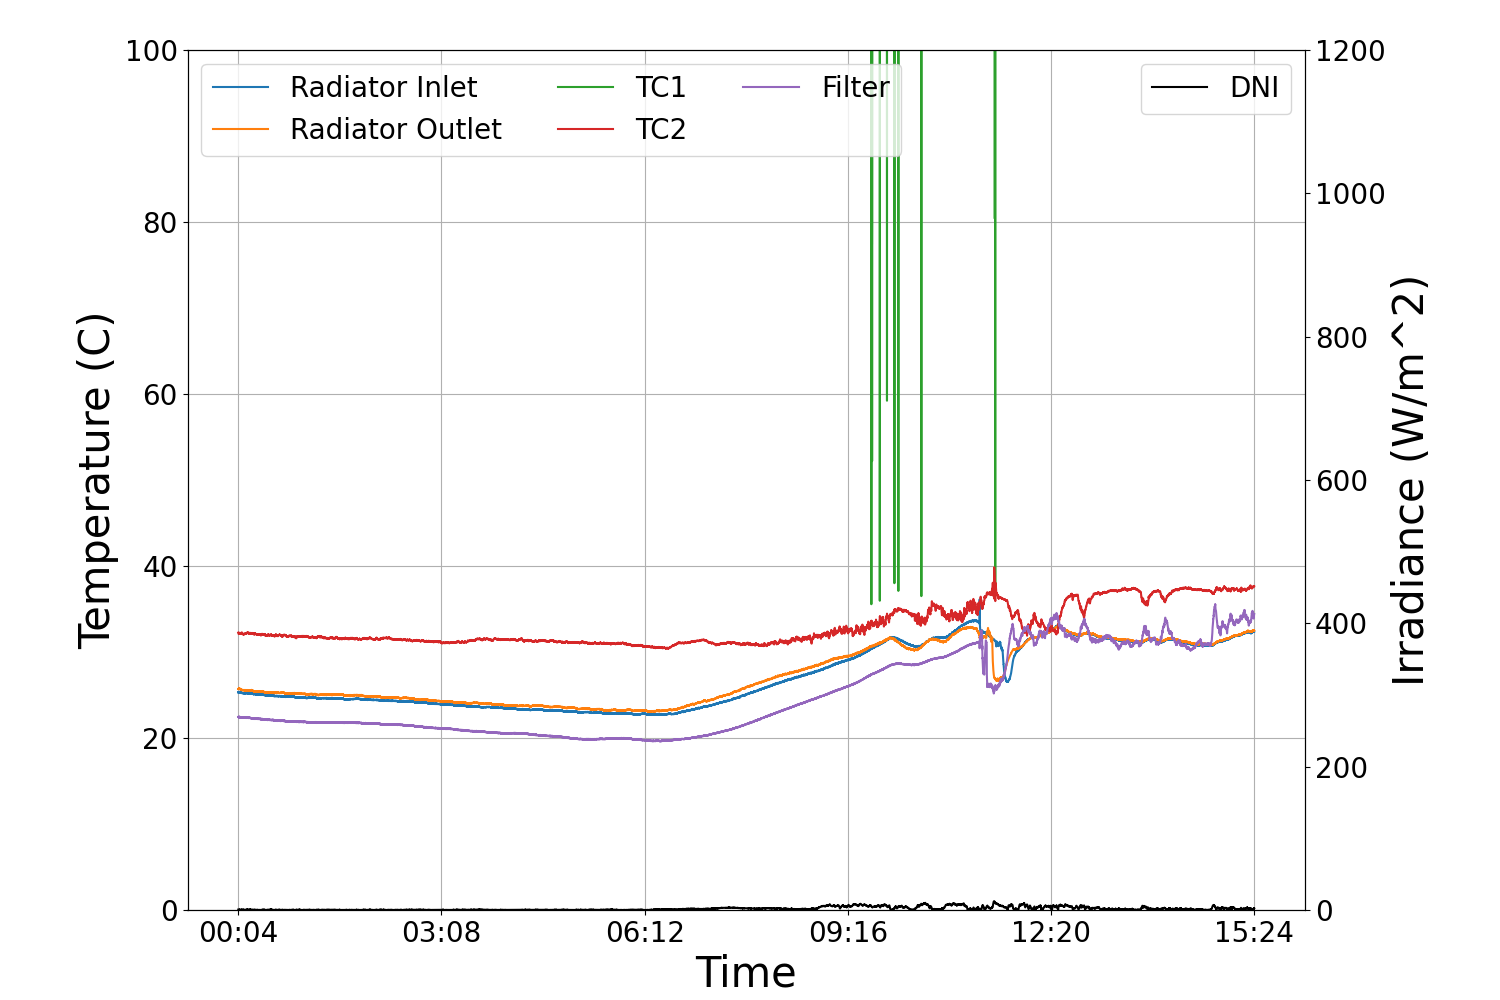 100
80
60
40
20
0
Temperature (C)
Radiator Inlet
Radiator Outlet
TC1
TC2
Filter
DNI
1200
1000
800
600
400
200
0
Irradiance (W/m^2)
00:04 03:08 06:12 09:16 12:20 15:24
Time